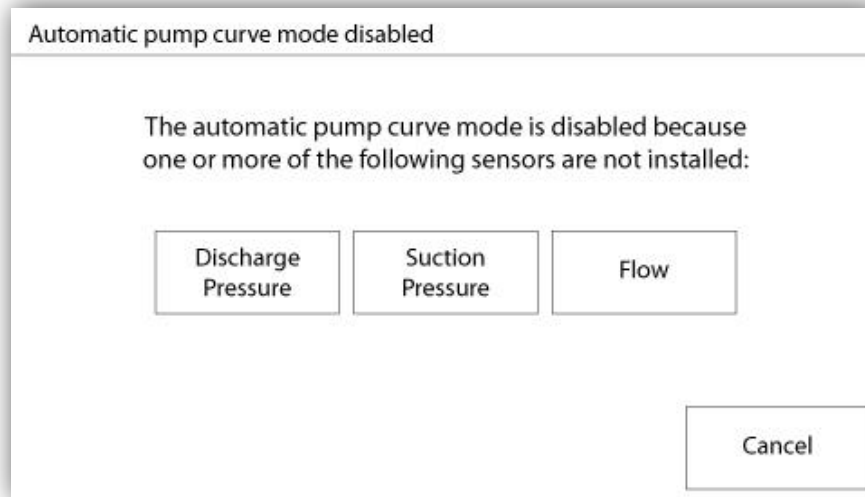 Automatic pump curve mode disabled
The automatic pump curve mode is disabled because
one or more of the following sensors are not installed:
Discharge
Pressure
Suction
Pressure
Flow
Cancel